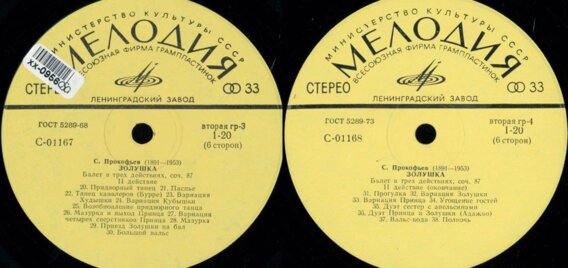 МИНИСТЕРСТВО КУЛЬТУРЫ СССР
МЕЛОДИЯ
ВСЕСОЮЗНАЯ ФИРМА ГРАМПЛАСТИНОК
СТЕРЕО
33
ЛЕНИНГРАДСКИЙ ЗАВОД
ГОСТ 5289-68
С-01167
вторая гр-3
1-20
(6 сторон)
С. Прокофьев (1891—1953)
ЗОЛУШКА
Балет в трех действиях, соч. 87
II действие
20. Придворный танец 21. Паспье
22. Танец кавалеров (Бурре) 23. Вариация
Худышки 24. Вариация Кубышки
25. Возобновление придворного танца
26. Мазурка и выход Принца 27. Вариация
четырех сверстников Принца 28. Мазурка
29. Приезд Золушки на бал
30. Большой вальс
МИНИСТЕРСТВО КУЛЬТУРЫ СССР
МЕЛОДИЯ
ВСЕСОЮЗНАЯ ФИРМА ГРАМПЛАСТИНОК
СТЕРЕО
33
ЛЕНИНГРАДСКИЙ ЗАВОД
ГОСТ 5289-73
С-01168
вторая гр-4
1-20
(6 сторон)
С. Прокофьев (1891—1953)
ЗОЛУШКА
Балет в трех действиях, соч. 87
II действие (окончание)
31. Прогулка 32. Вариация Золушки
33. Вариация Принца 34. Угощение гостей
35. Дуэт сестер с апельсинами
36. Дуэт Принца и Золушки (Адажио)
37. Вальс-кода 38. Полночь